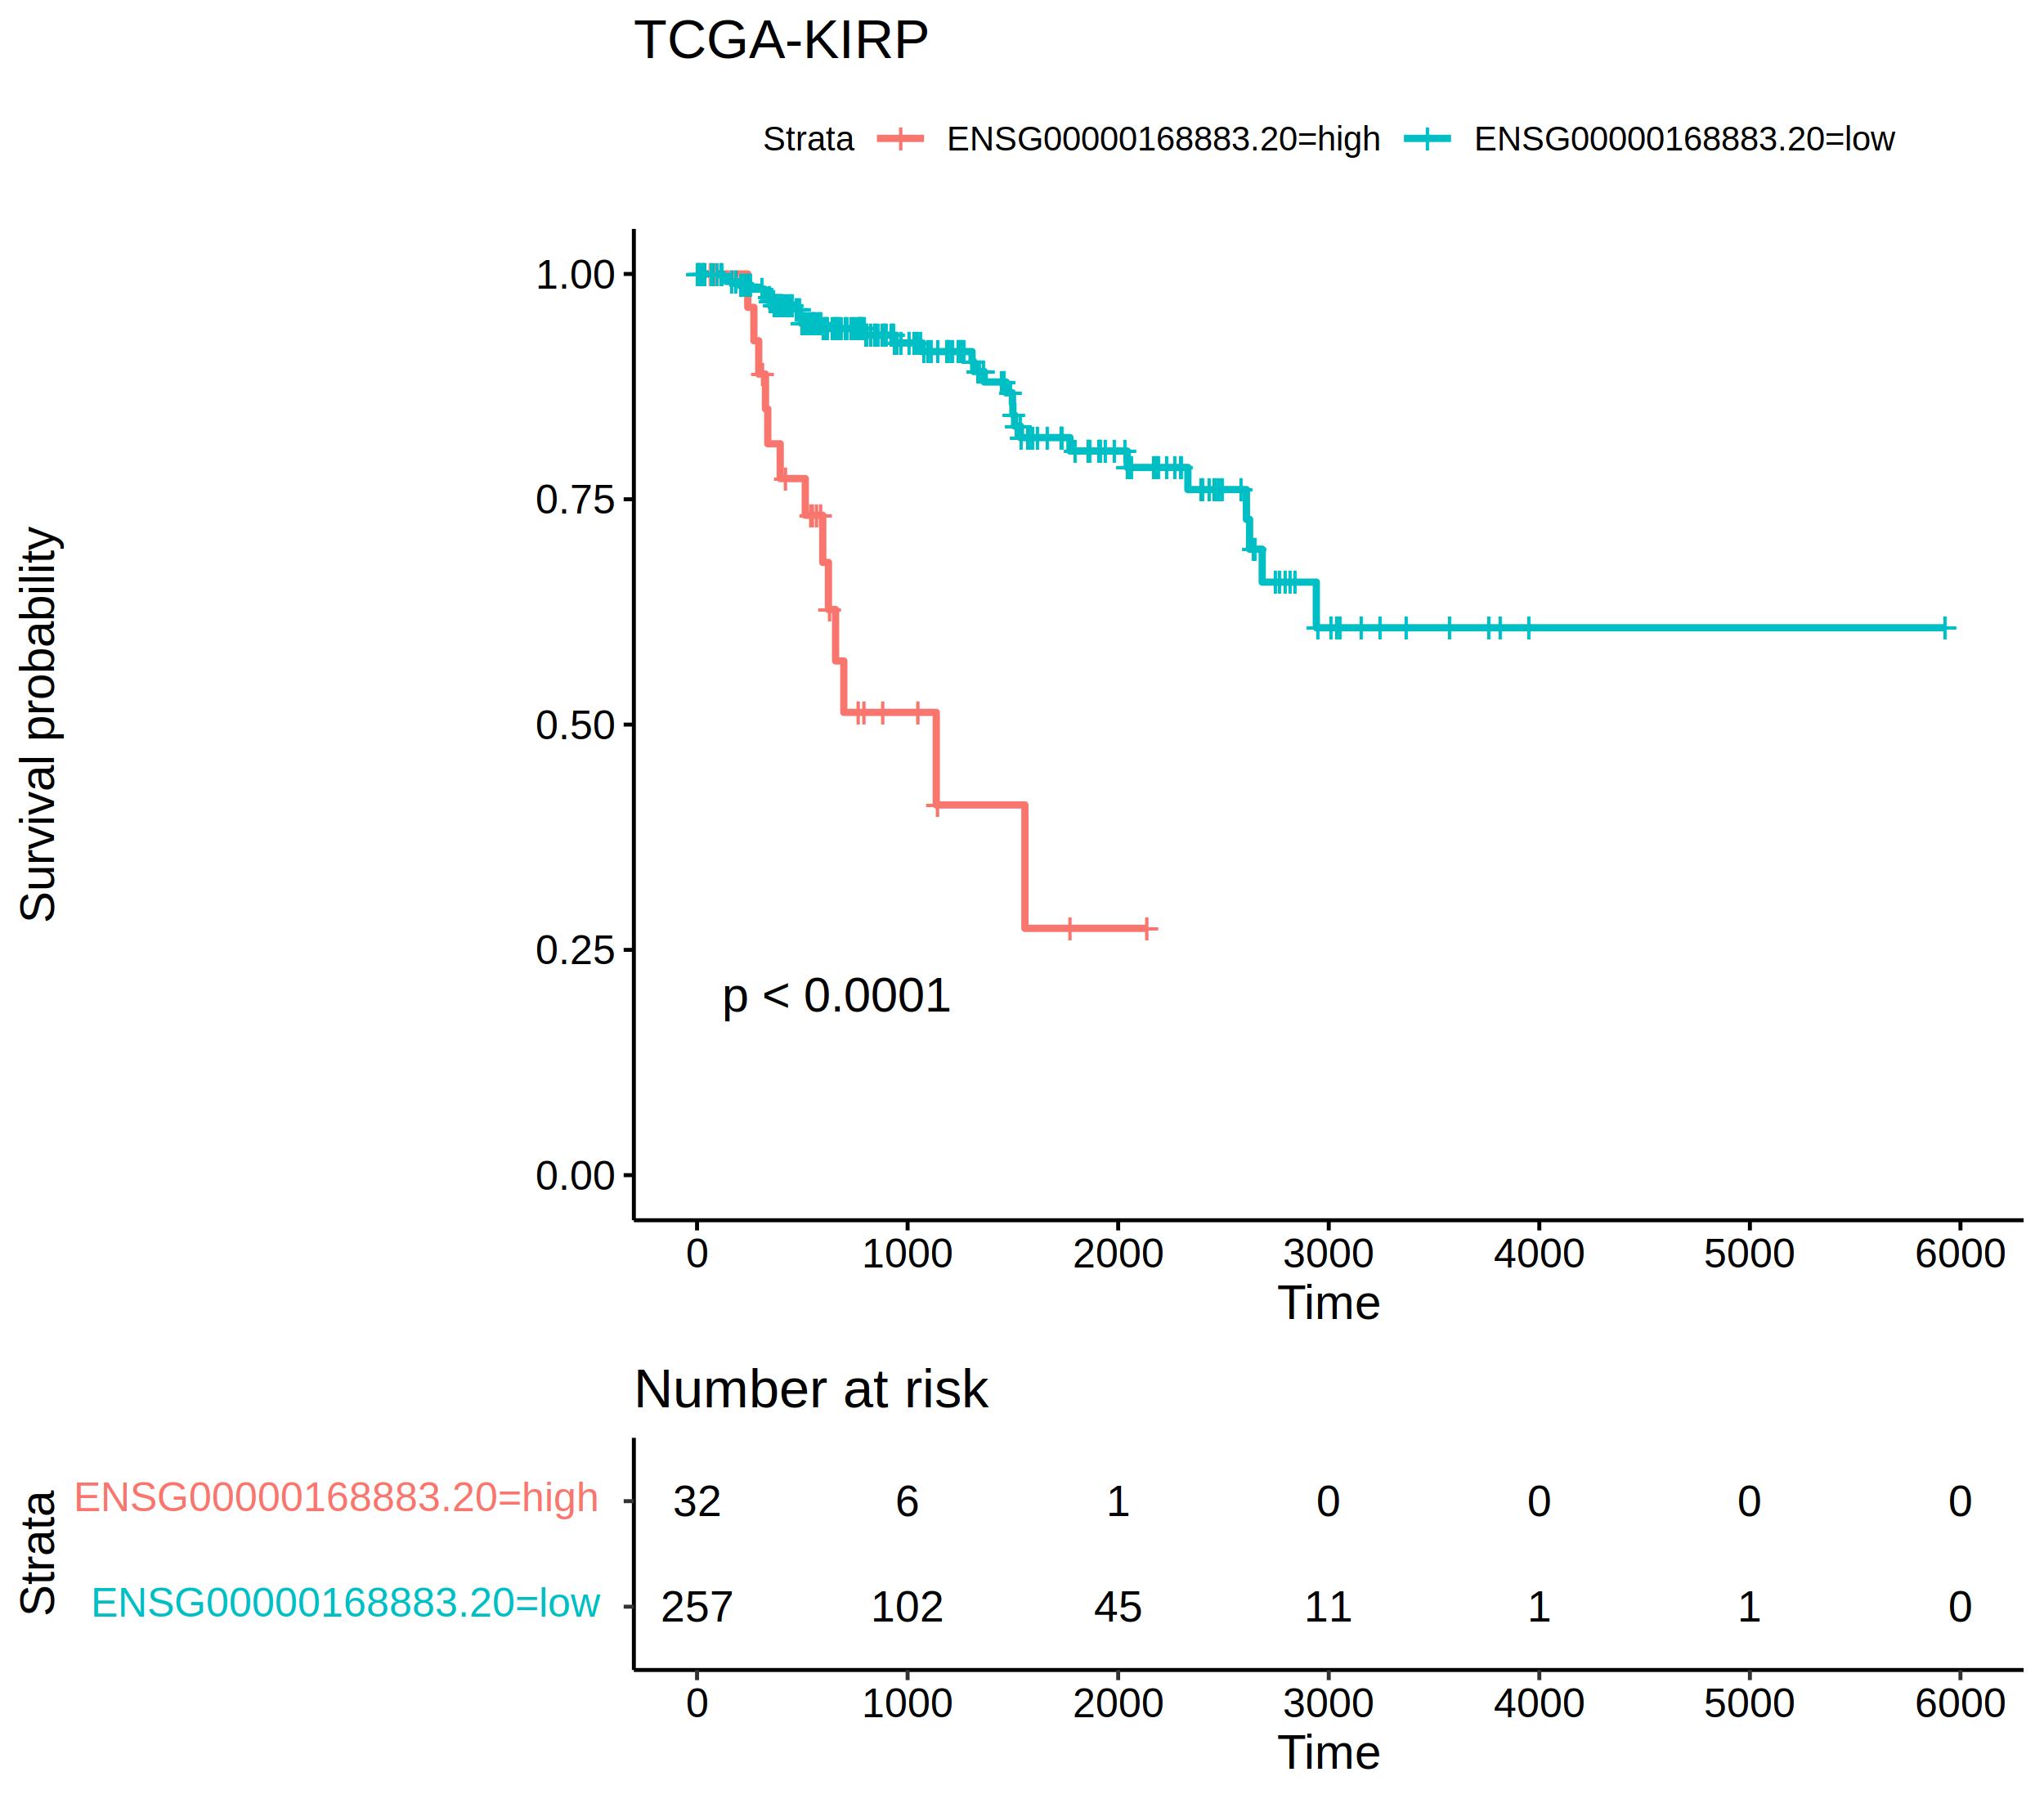 TCGA-KIRP
Strata ENSG00000168883.20=high ENSG00000168883.20=low
Survival probability
1.00
0.75
0.50
0.25
0.00
p < 0.0001
0 1000 2000 3000 4000 5000 6000
Time
Number at risk
Strata
ENSG00000168883.20=high 32 6 1 0 0 0 0
ENSG00000168883.20=low 257 102 45 11 1 1 0
0 1000 2000 3000 4000 5000 6000
Time